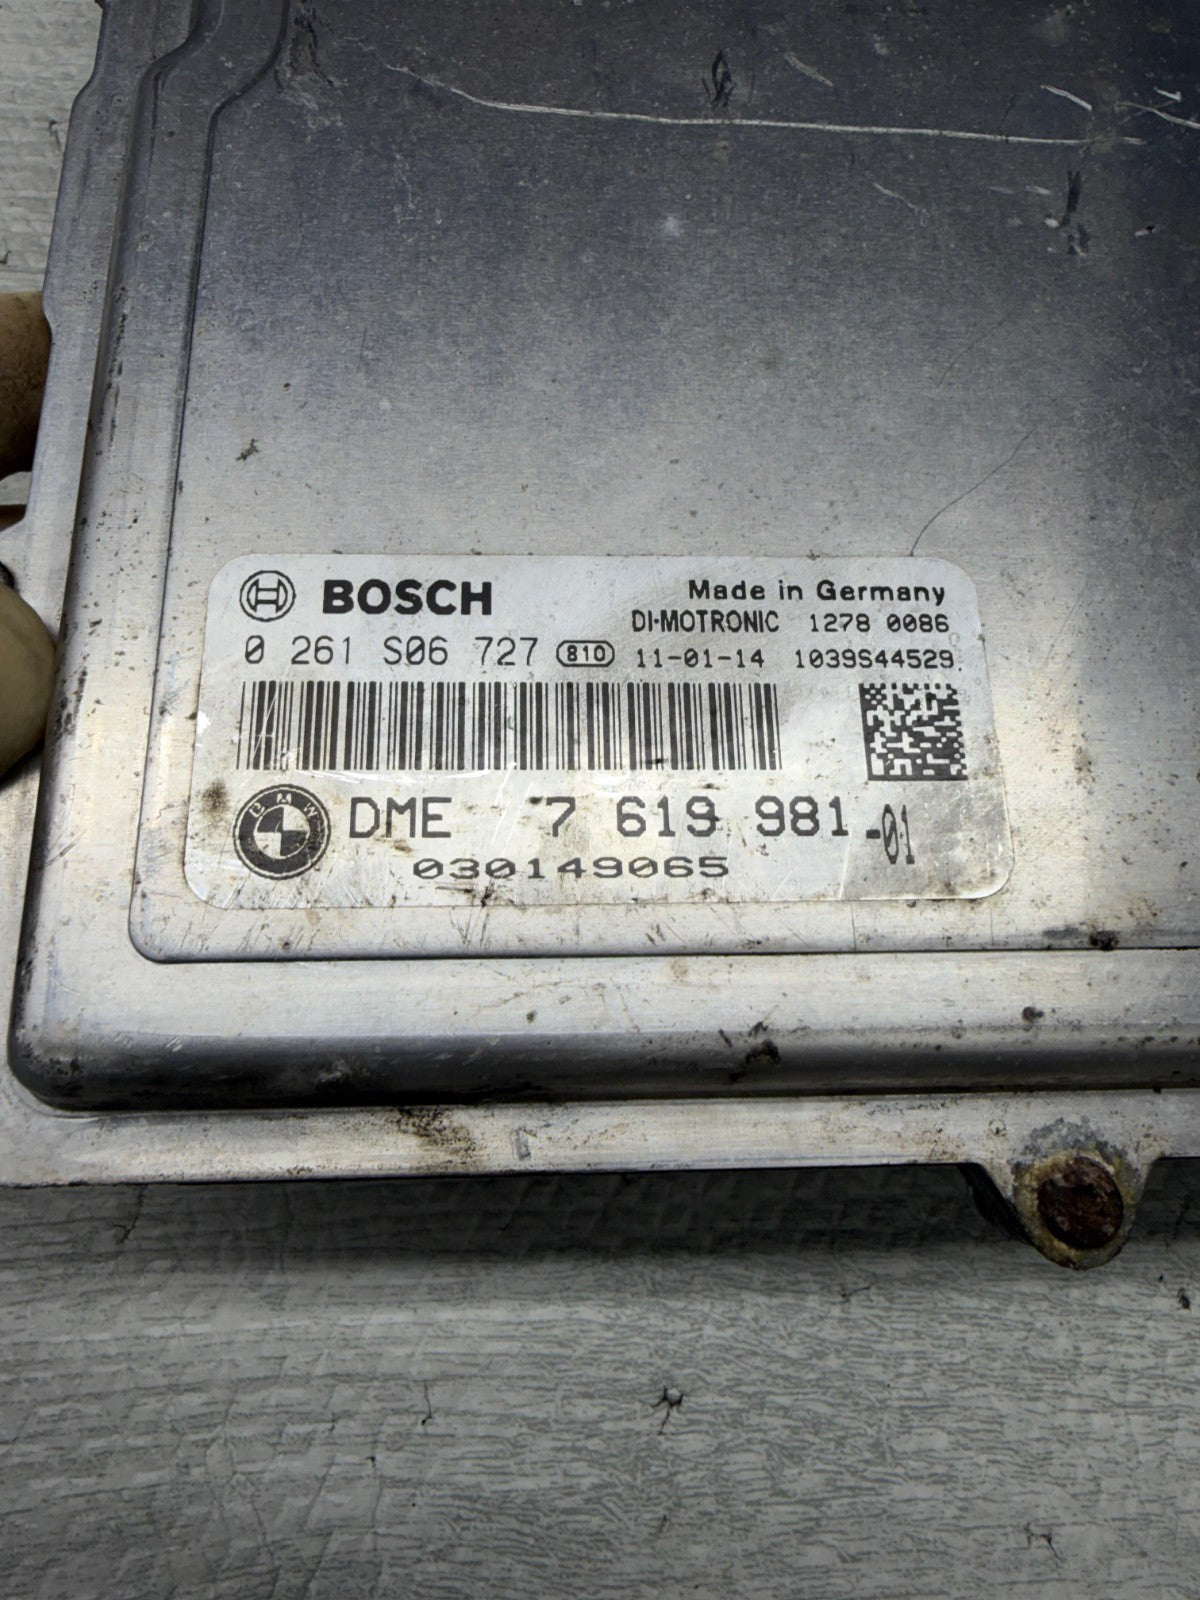 BOSCH
Made in Germany
DI-MOTRONIC 1278 0086
0 261 S06 727 810 11-01-14 1039S44529
BMW
DME 7 619 981-01
030149065